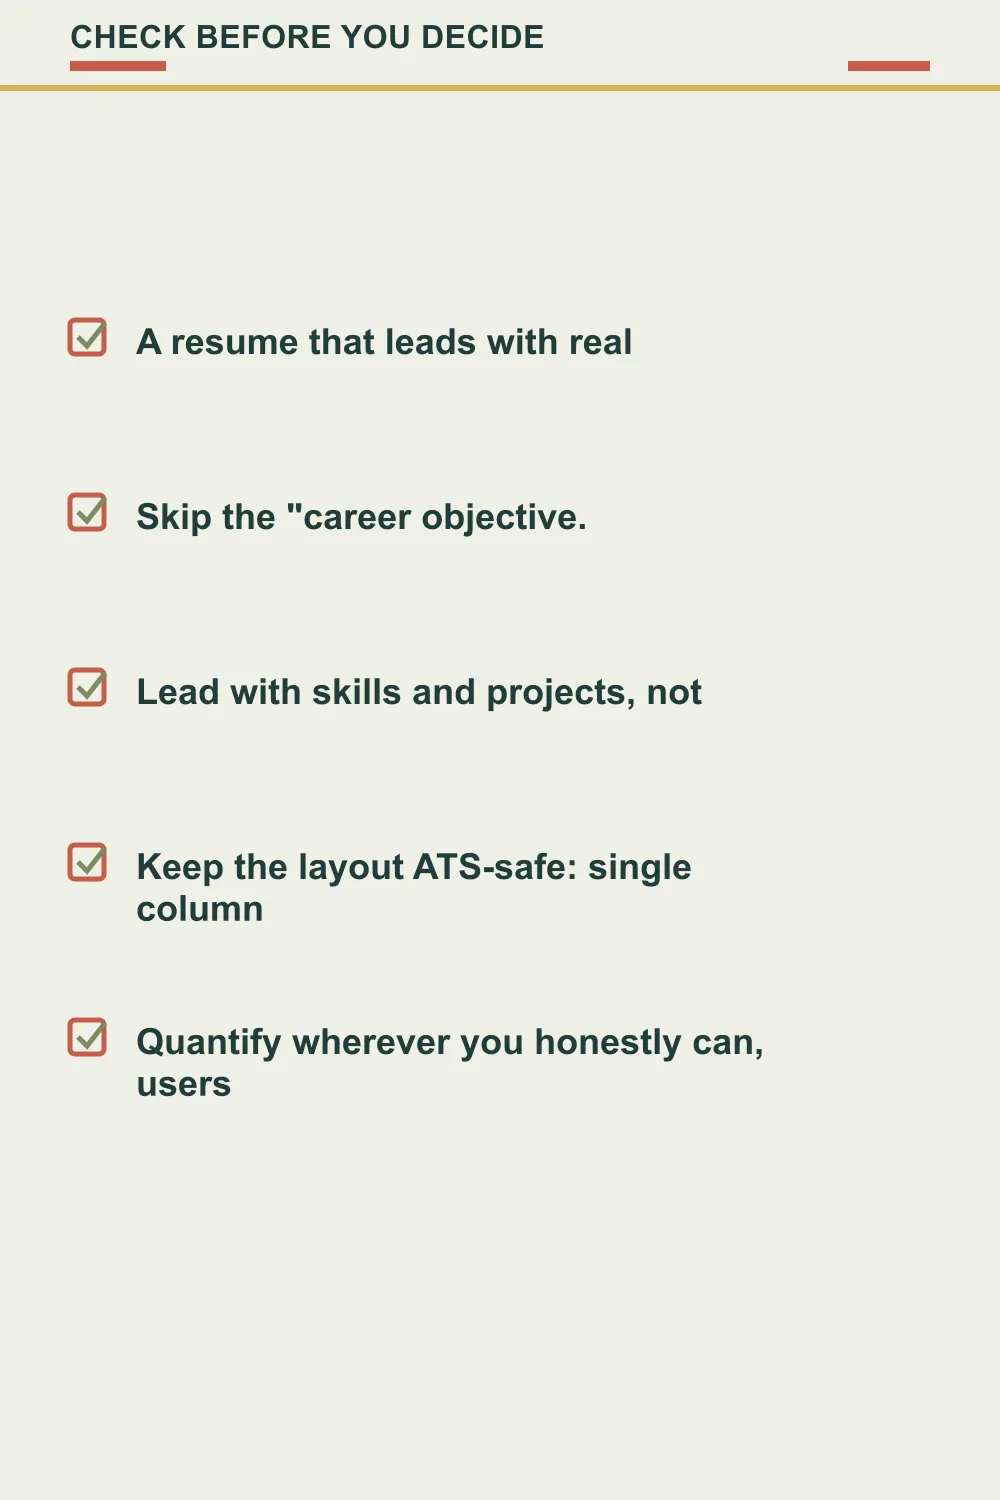 CHECK BEFORE YOU DECIDE
A resume that leads with real
Skip the "career objective.
Lead with skills and projects, not
Keep the layout ATS-safe: single
column
Quantify wherever you honestly can,
users